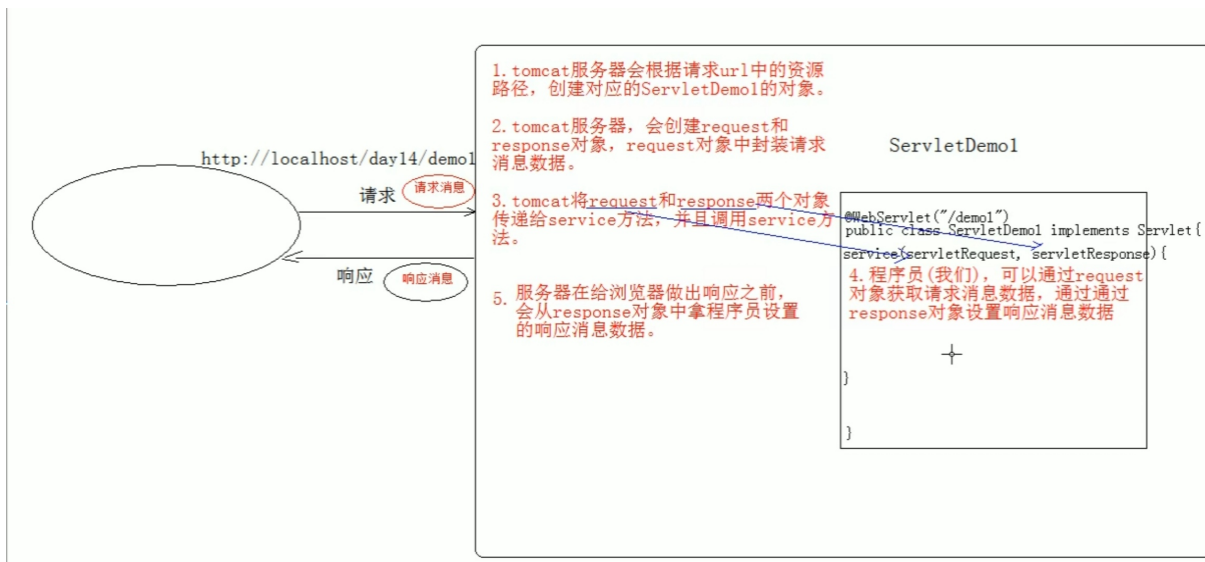 http://localhost/day14/demo1
请求
请求消息
响应
响应消息
1.tomcat服务器会根据请求url中的资源
路径，创建对应的ServletDemo1的对象。
2.tomcat服务器，会创建request和
response对象，request对象中封装请求
消息数据。
3.tomcat将request和response两个对象
传递给service方法，并且调用service方
法。
5. 服务器在给浏览器做出响应之前，
会从response对象中拿程序员设置
的响应消息数据。
ServletDemo1
@WebServlet("/demo1")
public class ServletDemo1 implements Servlet{
service(servletRequest, servletResponse){
4.程序员(我们)，可以通过request
对象获取请求消息数据，通过通过
response对象设置响应消息数据
}
}